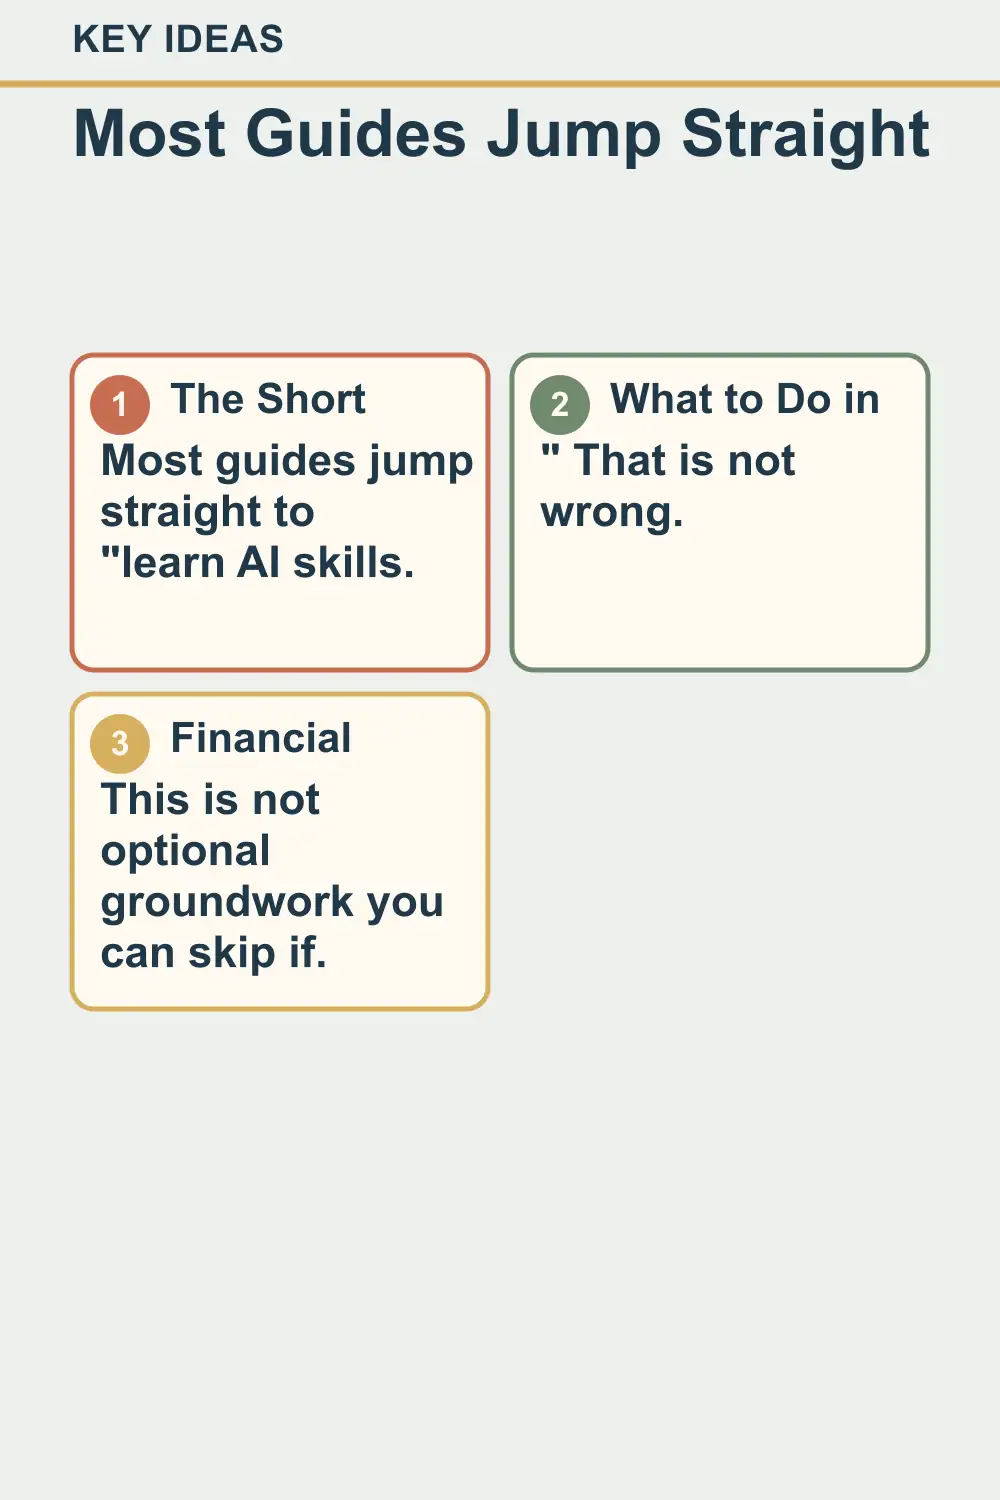 KEY IDEAS
Most Guides Jump Straight
1 The Short
Most guides jump
straight to
"learn AI skills.
2 What to Do in
" That is not
wrong.
3 Financial
This is not
optional
groundwork you
can skip if.